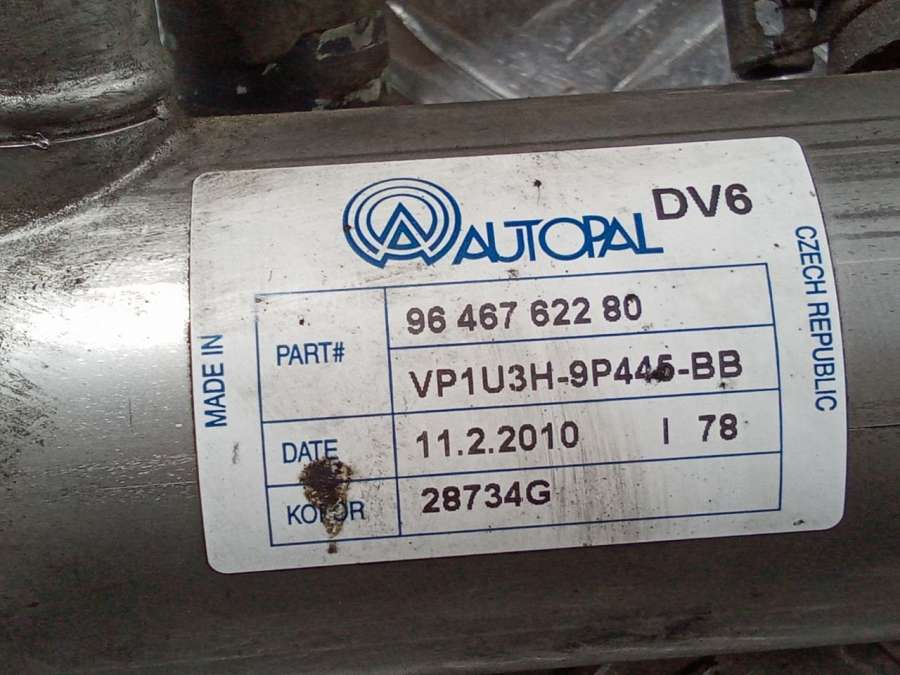 AUTOPAL
DV6
MADE IN
CZECH REPUBLIC
PART#
96 467 622 80
VP1U3H-9P445-BB
DATE
11.2.2010 I 78
KOFOR
28734G